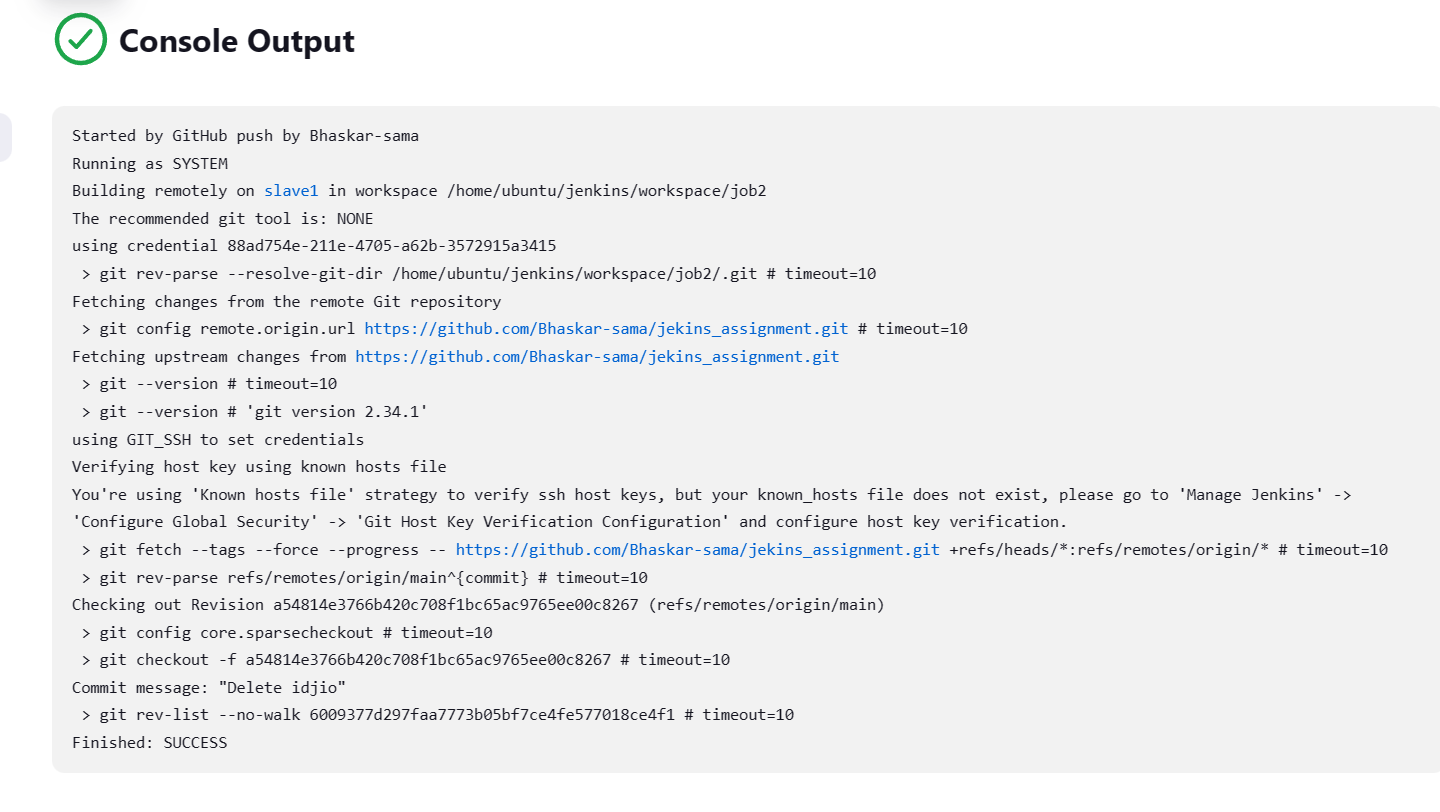 Console Output
Started by GitHub push by Bhaskar-sama
Running as SYSTEM
Building remotely on slave1 in workspace /home/ubuntu/jenkins/workspace/job2
The recommended git tool is: NONE
using credential 88ad754e-211e-4705-a62b-3572915a3415
 > git rev-parse --resolve-git-dir /home/ubuntu/jenkins/workspace/job2/.git # timeout=10
Fetching changes from the remote Git repository
 > git config remote.origin.url https://github.com/Bhaskar-sama/jekins_assignment.git # timeout=10
Fetching upstream changes from https://github.com/Bhaskar-sama/jekins_assignment.git
 > git --version # timeout=10
 > git --version # 'git version 2.34.1'
using GIT_SSH to set credentials
Verifying host key using known hosts file
You're using 'Known hosts file' strategy to verify ssh host keys, but your known_hosts file does not exist, please go to 'Manage Jenkins' ->
'Configure Global Security' -> 'Git Host Key Verification Configuration' and configure host key verification.
 > git fetch --tags --force --progress -- https://github.com/Bhaskar-sama/jekins_assignment.git +refs/heads/*:refs/remotes/origin/* # timeout=10
 > git rev-parse refs/remotes/origin/main^{commit} # timeout=10
Checking out Revision a54814e3766b420c708f1bc65ac9765ee00c8267 (refs/remotes/origin/main)
 > git config core.sparsecheckout # timeout=10
 > git checkout -f a54814e3766b420c708f1bc65ac9765ee00c8267 # timeout=10
Commit message: "Delete idjio"
 > git rev-list --no-walk 6009377d297faa7773b05bf7ce4fe577018ce4f1 # timeout=10
Finished: SUCCESS